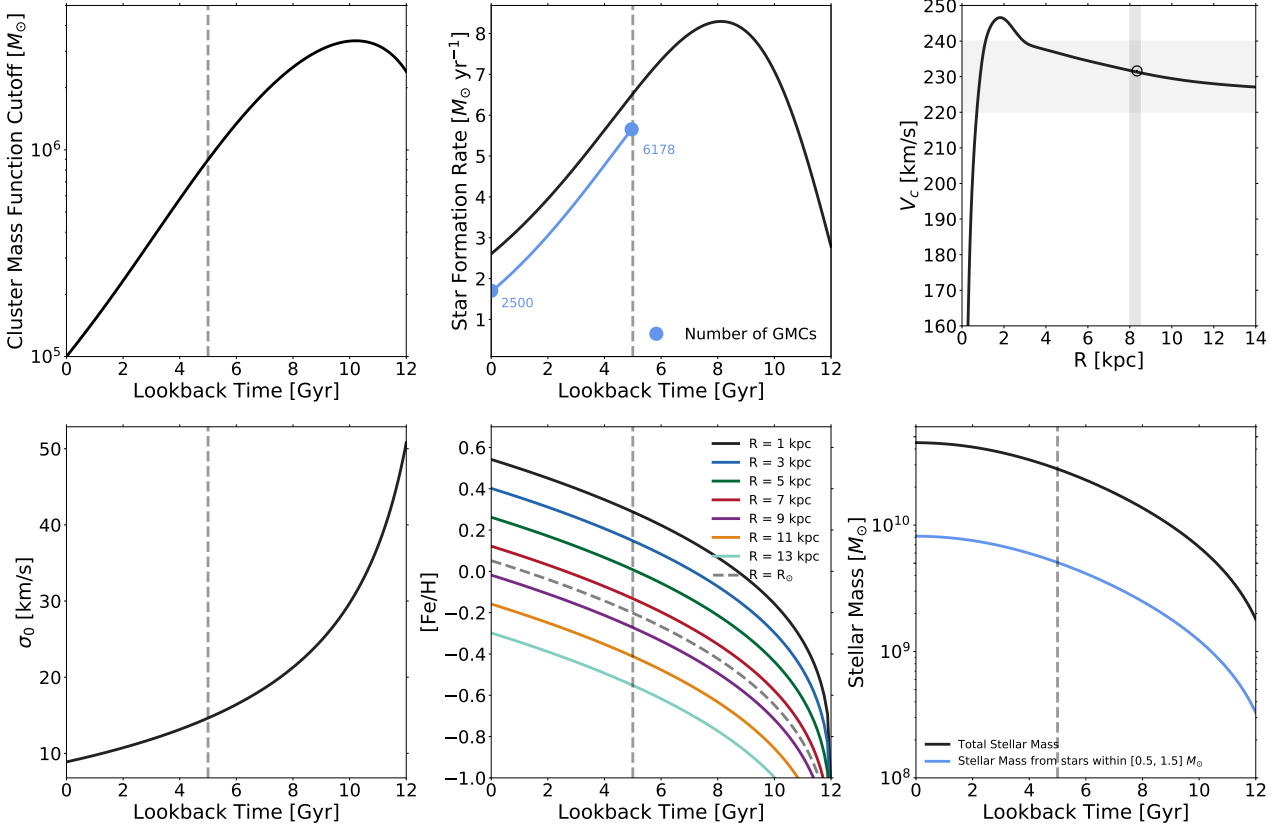 Cluster Mass Function Cutoff [M⊙]
10⁶
10⁵
0 2 4 6 8 10 12
Lookback Time [Gyr]
Star Formation Rate [M⊙ yr⁻¹]
8
7
6
5
4
3
2
1
6178
2500
Number of GMCs
0 2 4 6 8 10 12
Lookback Time [Gyr]
V_c [km/s]
250
240
230
220
210
200
190
180
170
160
0 2 4 6 8 10 12 14
R [kpc]
σ₀ [km/s]
50
40
30
20
10
0 2 4 6 8 10 12
Lookback Time [Gyr]
[Fe/H]
0.6
0.4
0.2
0.0
−0.2
−0.4
−0.6
−0.8
−1.0
R = 1 kpc
R = 3 kpc
R = 5 kpc
R = 7 kpc
R = 9 kpc
R = 11 kpc
R = 13 kpc
R = R⊙
0 2 4 6 8 10 12
Lookback Time [Gyr]
Stellar Mass [M⊙]
10¹⁰
10⁹
10⁸
Total Stellar Mass
Stellar Mass from stars within [0.5, 1.5] M⊙
0 2 4 6 8 10 12
Lookback Time [Gyr]